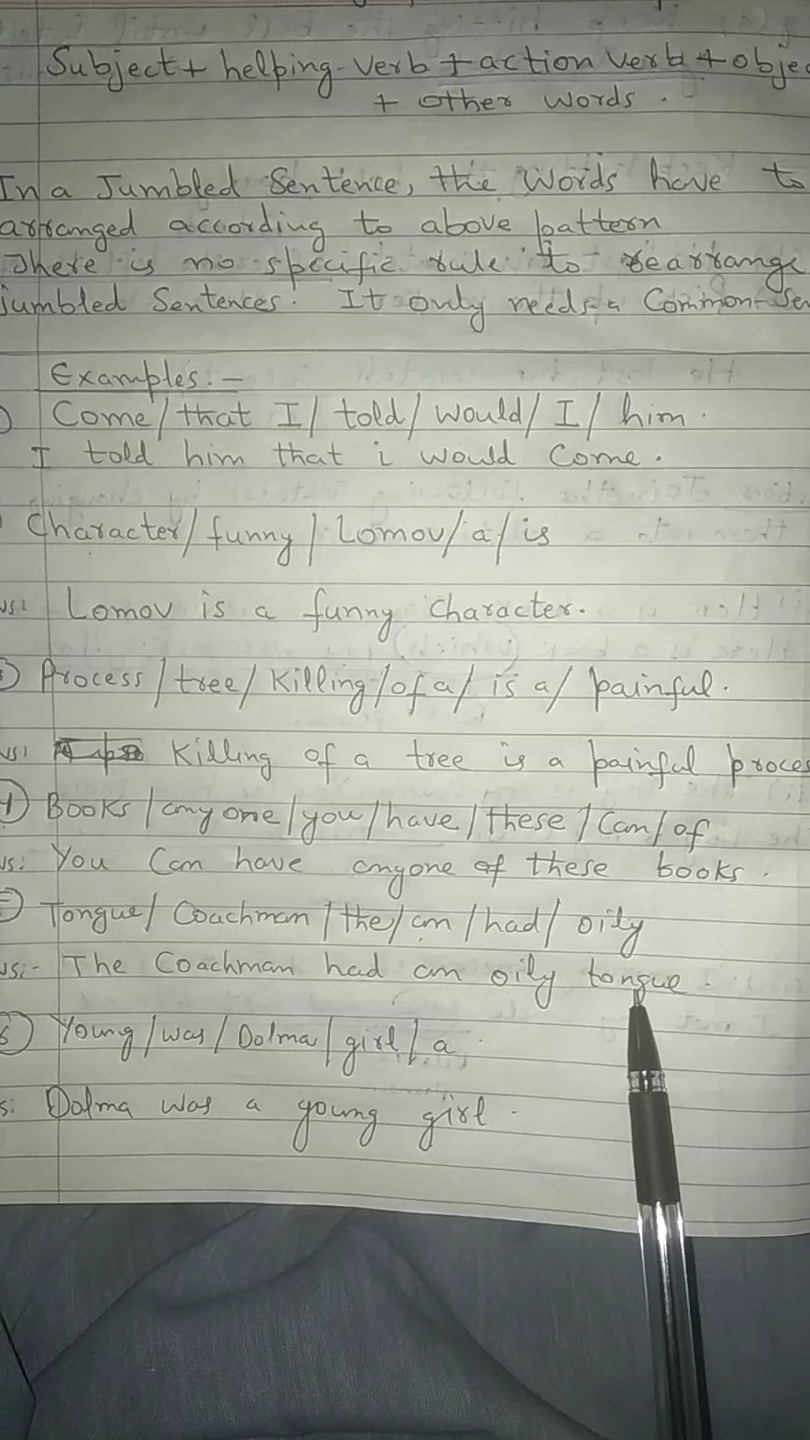 Subject + helping-verb + action verb + obje
+ other words.
In a Jumbled Sentence, the Words have to
arranged according to above pattern
There is no specific rule to rearrange
jumbled Sentences. It only needs a Common-Se
Examples:-
Come/that I/told/would/I/him.
I told him that i would Come.
Character/funny/Lomov/a/is
Lomov is a funny Character.
Process/tree/Killing/of a/is a/painful.
Killing of a tree is a painful proces
Books/anyone/you/have/these/Can/of
You Can have anyone of these books.
Tongue/Coachman/the/an/had/oily
The Coachman had an oily tongue.
Young/was/Dolma/girl/a
Dolma was a young girl.